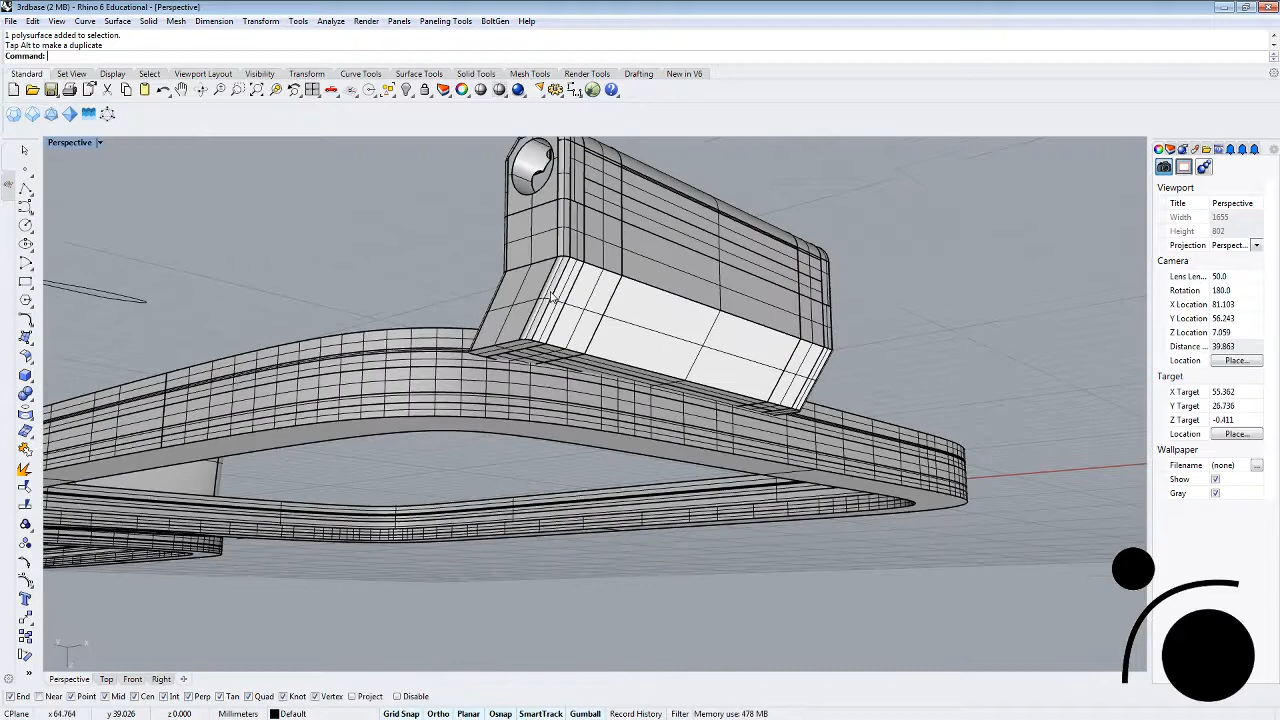 3rdbase (2 MB) - Rhino 6 Educational - [Perspective]
File Edit View Curve Surface Solid Mesh Dimension Transform Tools Analyze Render Panels Paneling Tools BoltGen Help
1 polysurface added to selection.
Tap Alt to make a duplicate
Command:
Standard Set View Display Select Viewport Layout Visibility Transform Curve Tools Surface Tools Solid Tools Mesh Tools Render Tools Drafting New in V6
Perspective
Viewport
Title Perspective
Width 1655
Height 802
Projection Perspect...
Camera
Lens Len... 50.0
Rotation 180.0
X Location 81.103
Y Location 56.243
Z Location 7.059
Distance ... 39.863
Location Place...
Target
X Target 55.362
Y Target 26.736
Z Target -0.411
Location Place...
Wallpaper
Filename (none) ...
Show
Gray
Perspective Top Front Right
End Near Point Mid Cen Int Perp Tan Quad Knot Vertex Project Disable
CPlane x 64.764 y 39.026 z 0.000 Millimeters Default Grid Snap Ortho Planar Osnap SmartTrack Gumball Record History Filter Memory use: 478 MB